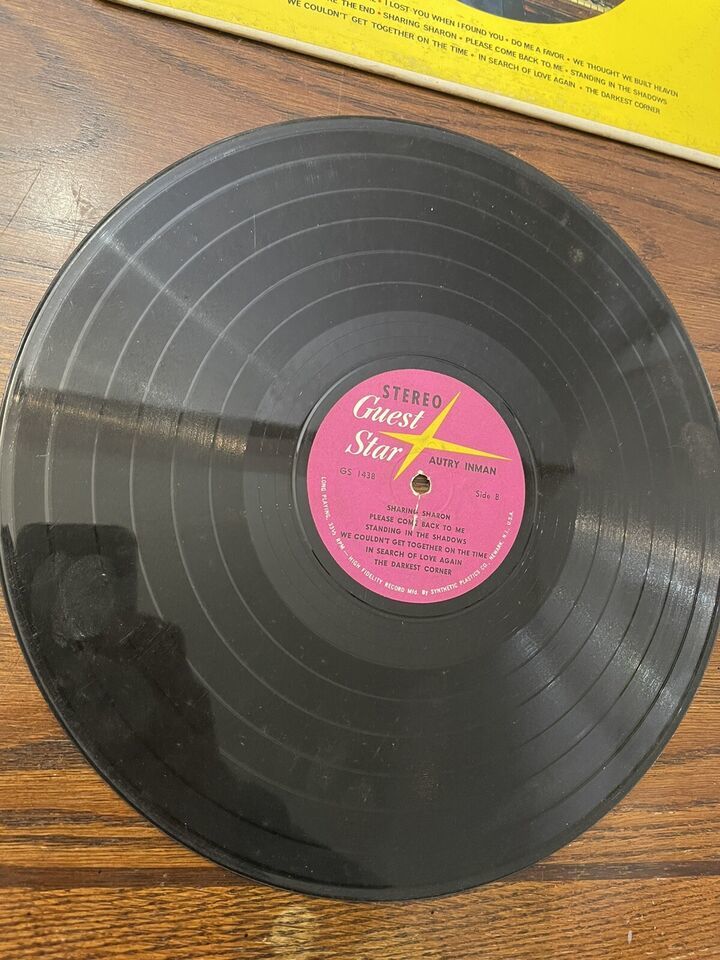 • I LOST YOU WHEN I FOUND YOU • DO ME A FAVOR • WE THOUGHT WE BUILT HEAVEN
THE END • SHARING SHARON • PLEASE COME BACK TO ME • STANDING IN THE SHADOWS
WE COULDN'T GET TOGETHER ON THE TIME • IN SEARCH OF LOVE AGAIN • THE DARKEST CORNER
STEREO
Guest
Star
AUTRY INMAN
GS 1438
Side B
SHARING SHARON
PLEASE COME BACK TO ME
STANDING IN THE SHADOWS
WE COULDN'T GET TOGETHER ON THE TIME
IN SEARCH OF LOVE AGAIN
THE DARKEST CORNER
LONG PLAYING, 33⅓ RPM — HIGH FIDELITY RECORD Mfd. By SYNTHETIC PLASTICS CO. NEWARK, N.J., U.S.A.